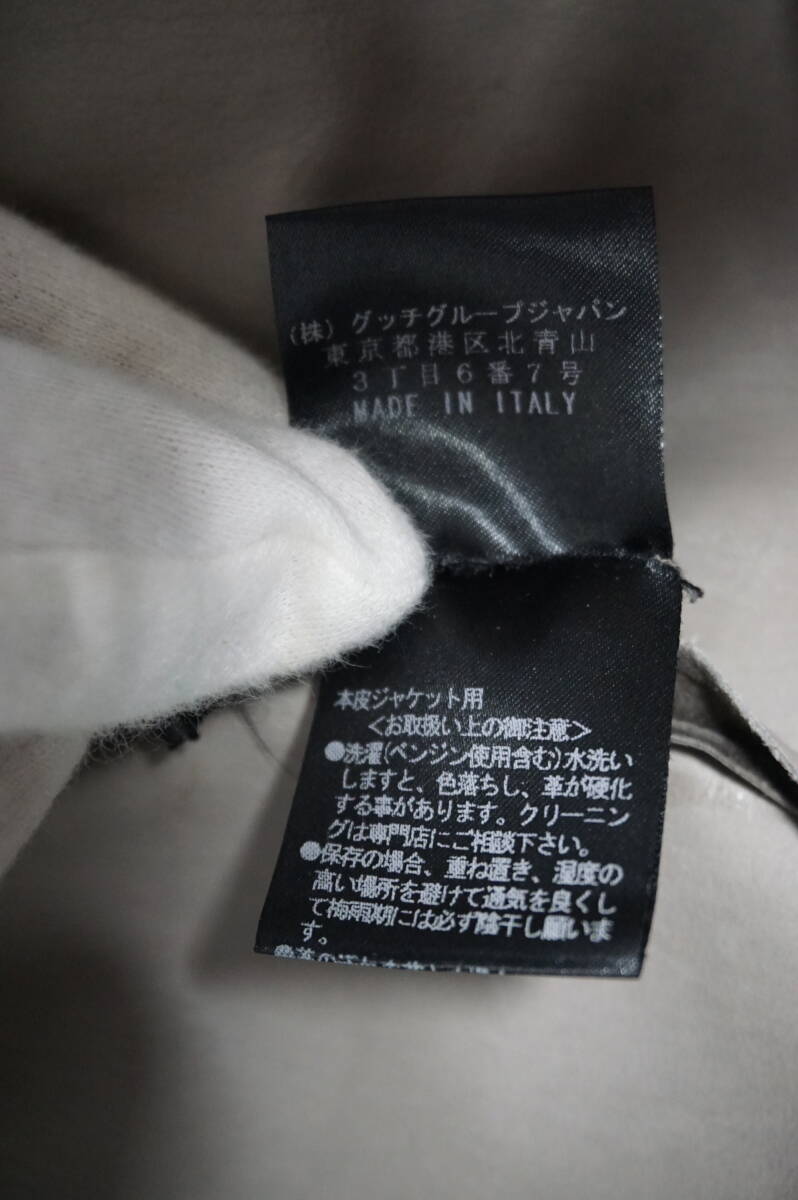 (株)グッチグループジャパン
東京都港区北青山
3丁目6番7号
MADE IN ITALY
本皮ジャケット用
<お取扱い上の御注意>
●洗濯(ベンジン使用含む)水洗い
しますと、色落ちし、革が硬化
する事があります。クリーニン
グは専門店にご相談下さい。
●保存の場合、重ね置き、湿度の
高い場所を避けて通気を良くし
て梅雨期には必ず陰干し願いま
す。